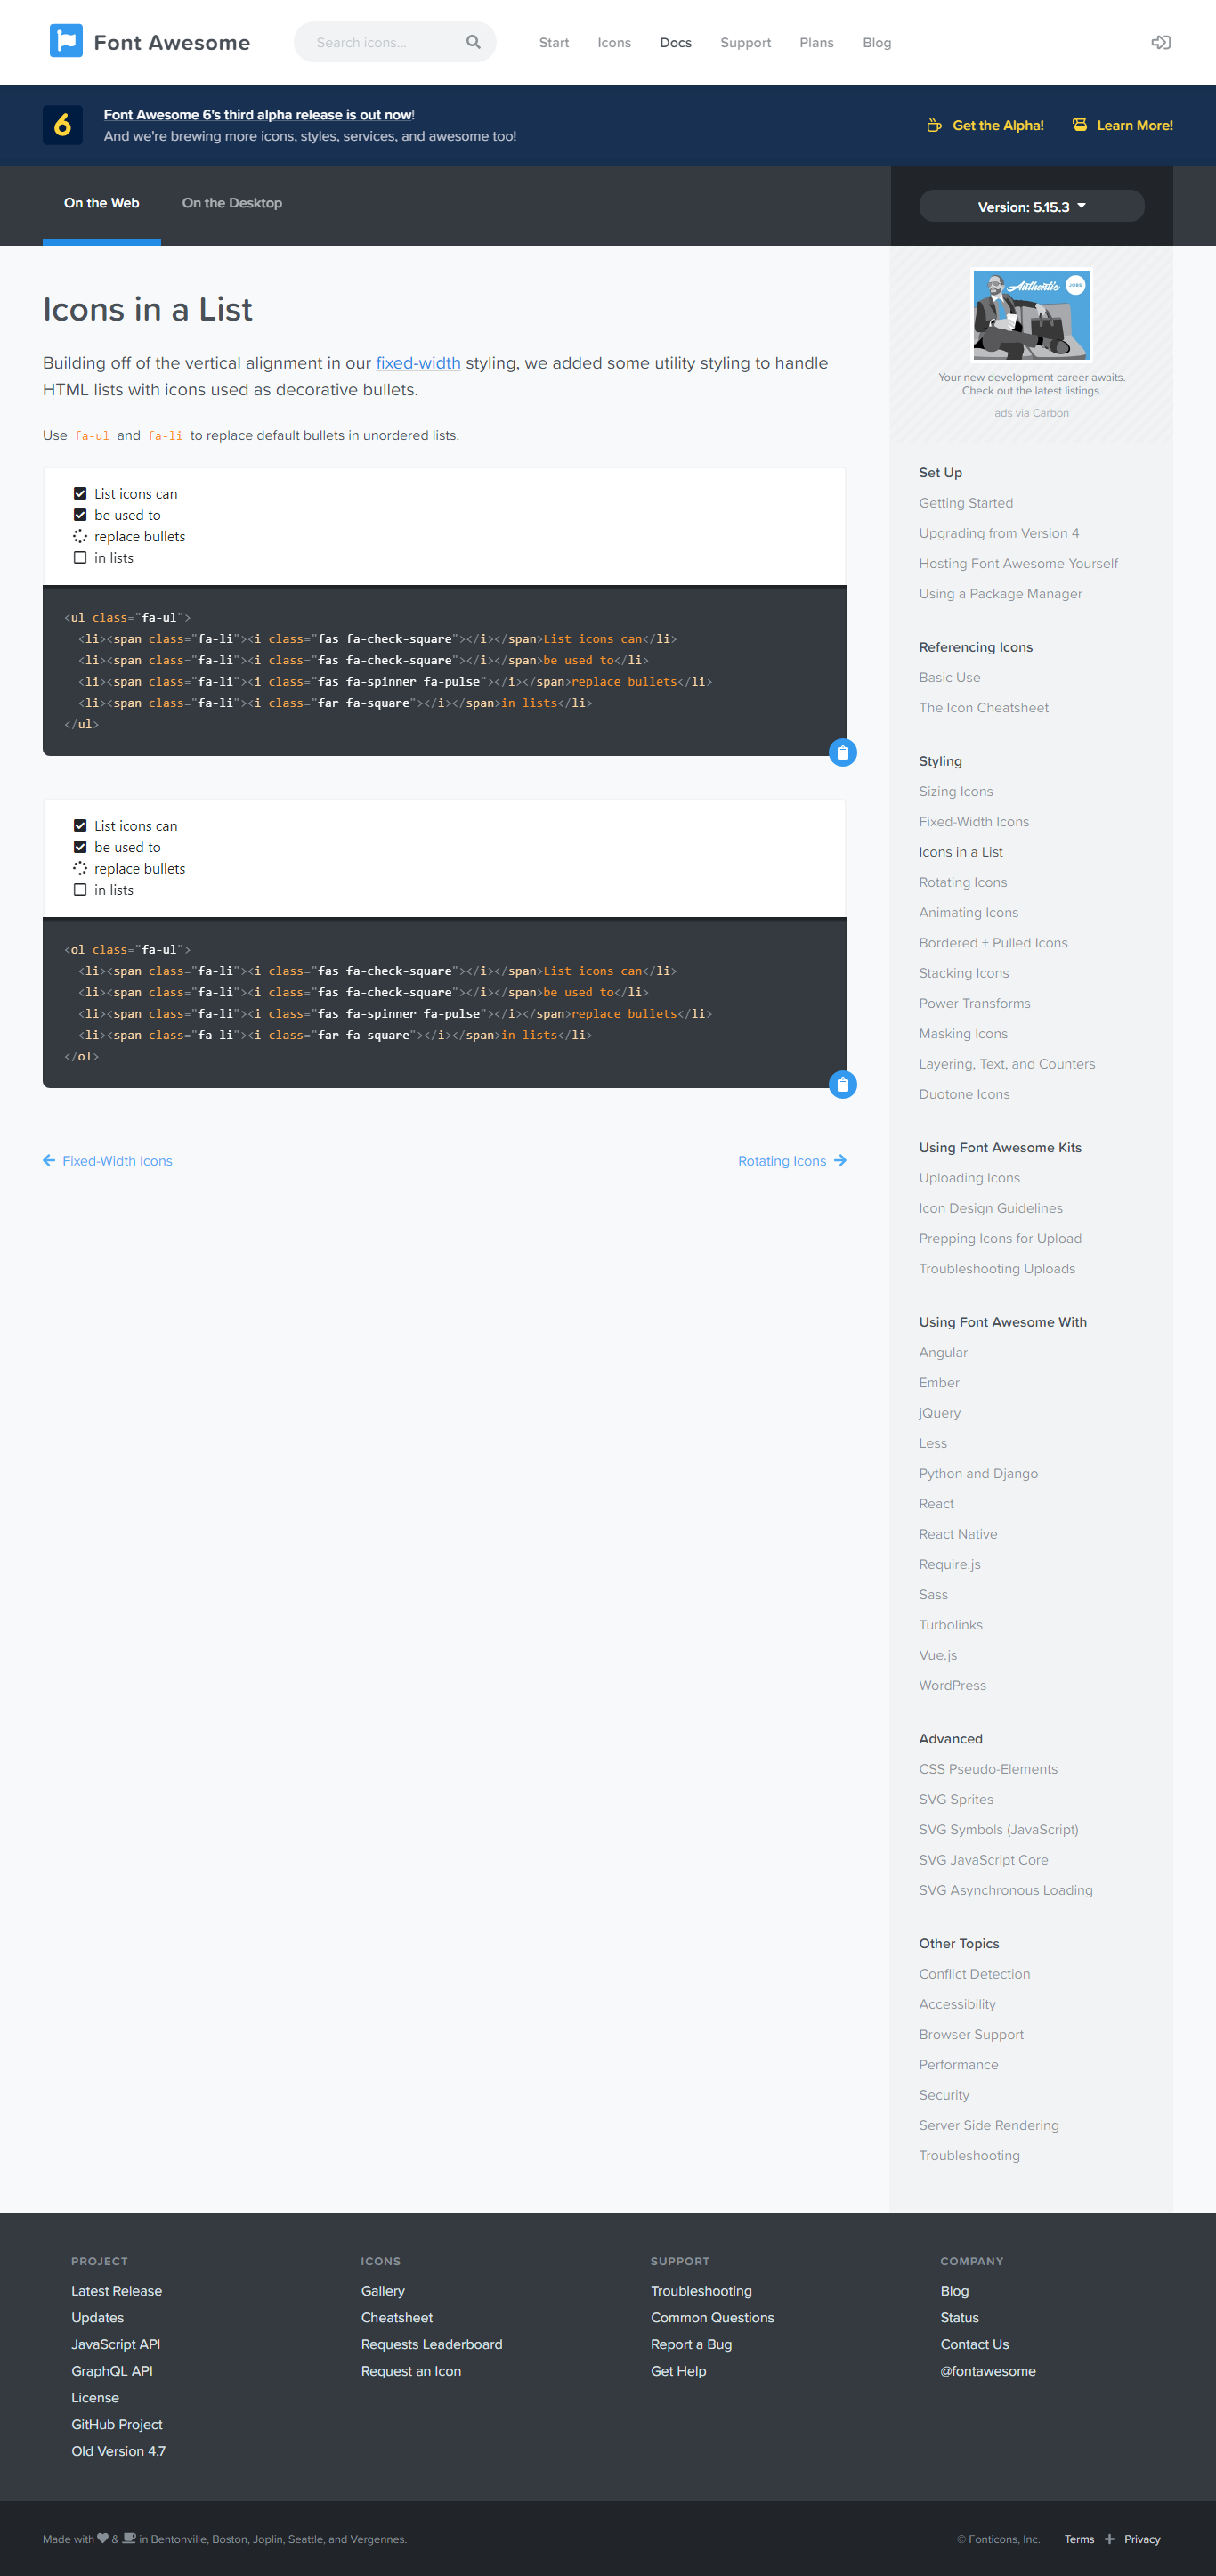 Font Awesome
Search icons...
Start
Icons
Docs
Support
Plans
Blog
6
Font Awesome 6's third alpha release is out now!
And we're brewing more icons, styles, services, and awesome too!
Get the Alpha!
Learn More!
On the Web
On the Desktop
Version: 5.15.3
Icons in a List
Building off of the vertical alignment in our fixed-width styling, we added some utility styling to handle
HTML lists with icons used as decorative bullets.
Use fa-ul and fa-li to replace default bullets in unordered lists.
List icons can
be used to
replace bullets
in lists
<ul class="fa-ul">
<li><span class="fa-li"><i class="fas fa-check-square"></i></span>List icons can</li>
<li><span class="fa-li"><i class="fas fa-check-square"></i></span>be used to</li>
<li><span class="fa-li"><i class="fas fa-spinner fa-pulse"></i></span>replace bullets</li>
<li><span class="fa-li"><i class="far fa-square"></i></span>in lists</li>
</ul>
List icons can
be used to
replace bullets
in lists
<ol class="fa-ul">
<li><span class="fa-li"><i class="fas fa-check-square"></i></span>List icons can</li>
<li><span class="fa-li"><i class="fas fa-check-square"></i></span>be used to</li>
<li><span class="fa-li"><i class="fas fa-spinner fa-pulse"></i></span>replace bullets</li>
<li><span class="fa-li"><i class="far fa-square"></i></span>in lists</li>
</ol>
Fixed-Width Icons
Rotating Icons
Authentic
JOBS
Your new development career awaits.
Check out the latest listings.
ads via Carbon
Set Up
Getting Started
Upgrading from Version 4
Hosting Font Awesome Yourself
Using a Package Manager
Referencing Icons
Basic Use
The Icon Cheatsheet
Styling
Sizing Icons
Fixed-Width Icons
Icons in a List
Rotating Icons
Animating Icons
Bordered + Pulled Icons
Stacking Icons
Power Transforms
Masking Icons
Layering, Text, and Counters
Duotone Icons
Using Font Awesome Kits
Uploading Icons
Icon Design Guidelines
Prepping Icons for Upload
Troubleshooting Uploads
Using Font Awesome With
Angular
Ember
jQuery
Less
Python and Django
React
React Native
Require.js
Sass
Turbolinks
Vue.js
WordPress
Advanced
CSS Pseudo-Elements
SVG Sprites
SVG Symbols (JavaScript)
SVG JavaScript Core
SVG Asynchronous Loading
Other Topics
Conflict Detection
Accessibility
Browser Support
Performance
Security
Server Side Rendering
Troubleshooting
PROJECT
Latest Release
Updates
JavaScript API
GraphQL API
License
GitHub Project
Old Version 4.7
ICONS
Gallery
Cheatsheet
Requests Leaderboard
Request an Icon
SUPPORT
Troubleshooting
Common Questions
Report a Bug
Get Help
COMPANY
Blog
Status
Contact Us
@fontawesome
Made with & in Bentonville, Boston, Joplin, Seattle, and Vergennes.
© Fonticons, Inc.
Terms
Privacy